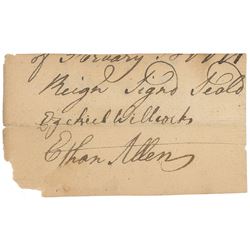 of
Reign Signd Seald
Ezekiel Willcocks
Ethan Allen